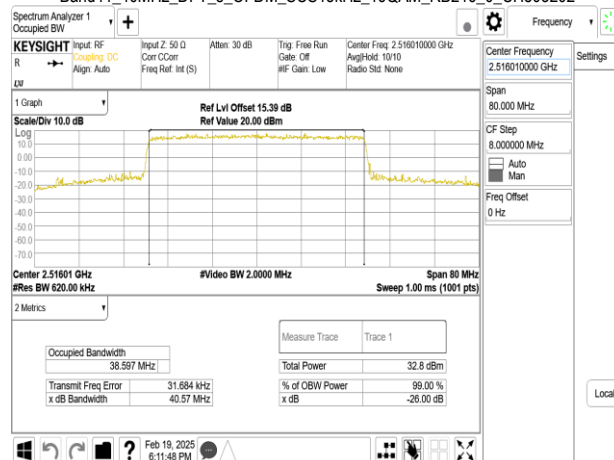 Spectrum Analyzer 1
Occupied BW
Frequency
KEYSIGHT
R
LXI
Input: RF
Coupling: DC
Align: Auto
Input Z: 50 Ω
Corr CCorr
Freq Ref: Int (S)
Atten: 30 dB
Trig: Free Run
Gate: Off
#IF Gain: Low
Center Freq: 2.516010000 GHz
Avg|Hold: 10/10
Radio Std: None
Center Frequency
2.516010000 GHz
Settings
Span
80.000 MHz
CF Step
8.000000 MHz
Auto
Man
Freq Offset
0 Hz
Local
1 Graph
Scale/Div 10.0 dB
Ref Lvl Offset 15.39 dB
Ref Value 20.00 dBm
Log
10.0
0.00
-10.0
-20.0
-30.0
-40.0
-50.0
-60.0
-70.0
Center 2.51601 GHz
#Video BW 2.0000 MHz
Span 80 MHz
#Res BW 620.00 kHz
Sweep 1.00 ms (1001 pts)
2 Metrics
Measure Trace
Trace 1
Occupied Bandwidth
38.597 MHz
Total Power
32.8 dBm
Transmit Freq Error
31.684 kHz
% of OBW Power
99.00 %
x dB Bandwidth
40.57 MHz
x dB
-26.00 dB
?
Feb 19, 2025
6:11:48 PM